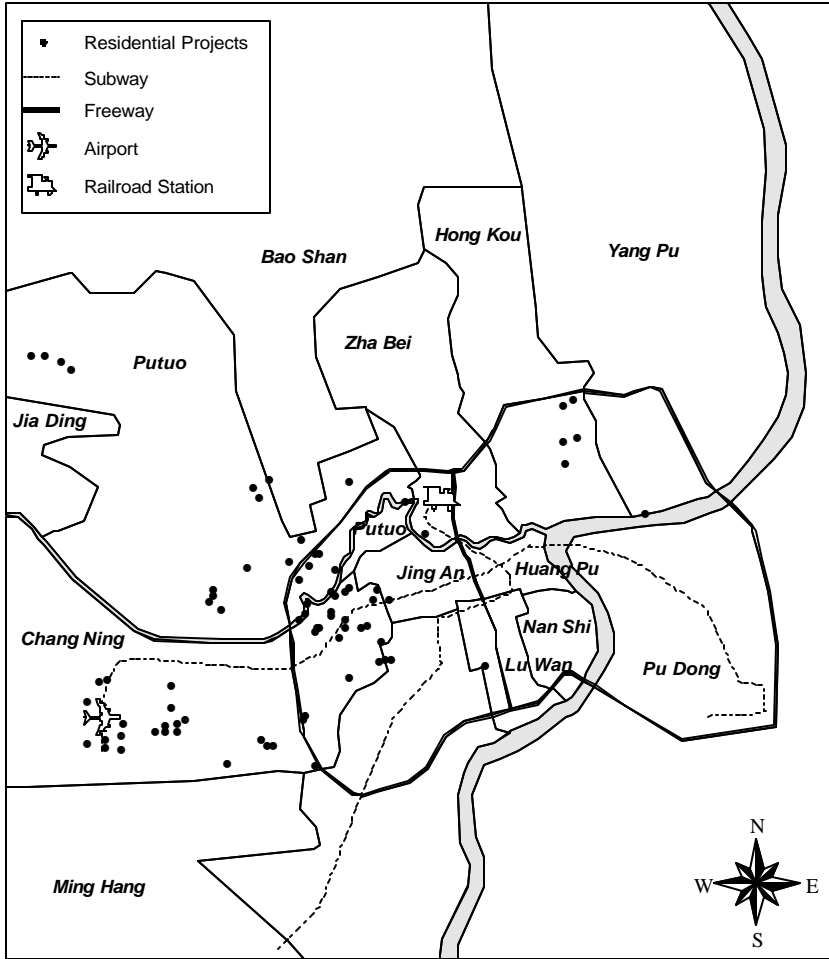 Residential Projects
Subway
Freeway
Airport
Railroad Station
Hong Kou
Bao Shan
Yang Pu
Zha Bei
Putuo
Jia Ding
utuo
Jing An
Huang Pu
Nan Shi
Chang Ning
Lu Wan
Pu Dong
Ming Hang
N
W
E
S